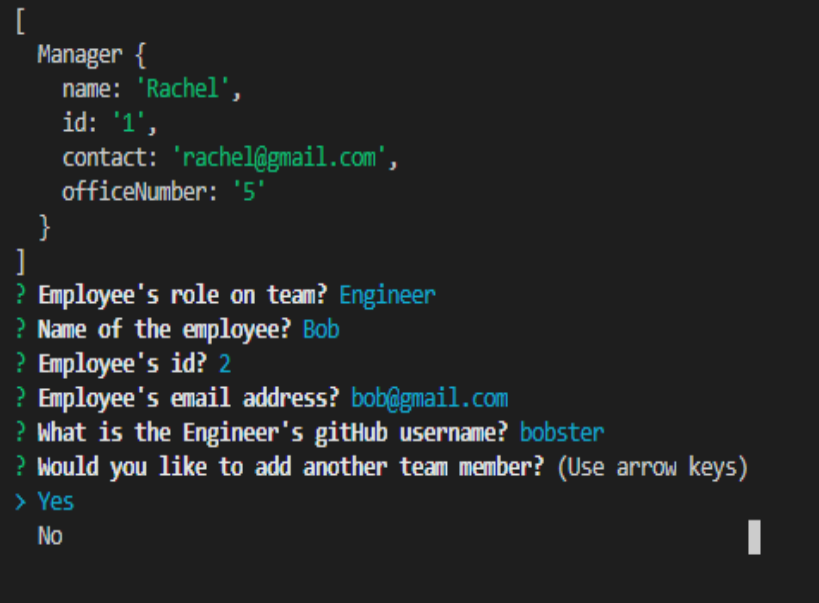 [
  Manager {
    name: 'Rachel',
    id: '1',
    contact: 'rachel@gmail.com',
    officeNumber: '5'
  }
]
? Employee's role on team? Engineer
? Name of the employee? Bob
? Employee's id? 2
? Employee's email address? bob@gmail.com
? What is the Engineer's gitHub username? bobster
? Would you like to add another team member? (Use arrow keys)
> Yes
  No